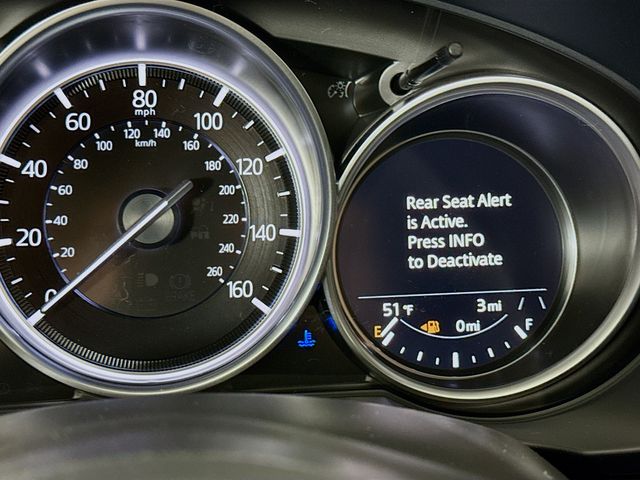 80
mph
60
100
40
120
20
140
0
160
20
40
60
80
100
120
140
160
180
200
220
240
260
km/h
Rear Seat Alert
is Active.
Press INFO
to Deactivate
51°F
3mi
E
0mi
F